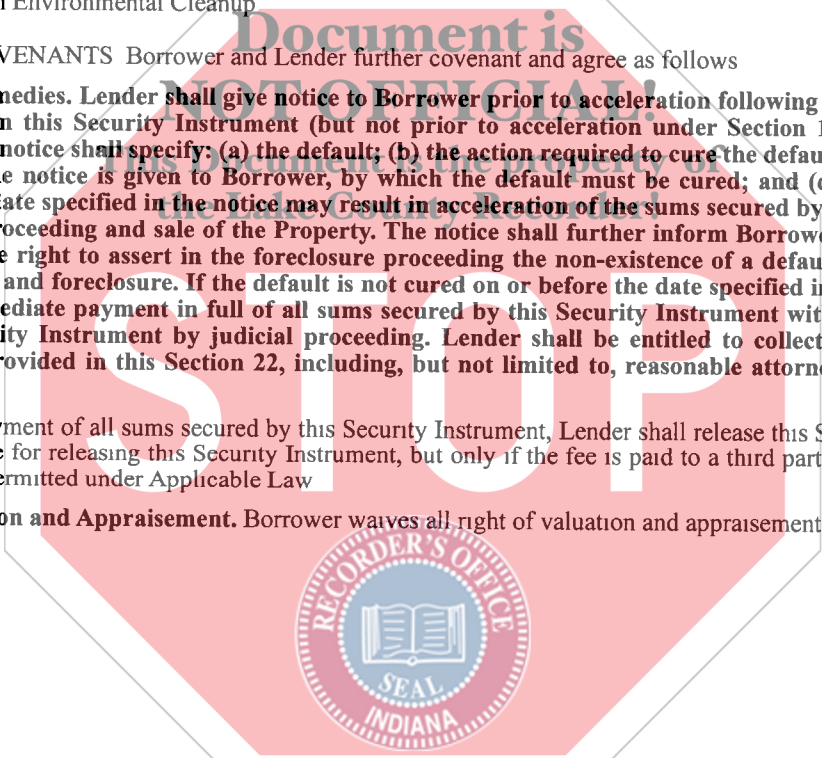 n Environmental Cleanup
Document is
VENANTS Borrower and Lender further covenant and agree as follows
NOT OFFICIAL!
nedies. Lender shall give notice to Borrower prior to acceleration following
n this Security Instrument (but not prior to acceleration under Section 1
notice shall specify: (a) the default; (b) the action required to cure the defau
This Document is the property of
e notice is given to Borrower, by which the default must be cured; and (
ate specified in the notice may result in acceleration of the sums secured by
the Lake County Recorder!
oceeding and sale of the Property. The notice shall further inform Borrowe
e right to assert in the foreclosure proceeding the non-existence of a defau
and foreclosure. If the default is not cured on or before the date specified in
ediate payment in full of all sums secured by this Security Instrument wit
ity Instrument by judicial proceeding. Lender shall be entitled to collect
rovided in this Section 22, including, but not limited to, reasonable attorne
STOP
ment of all sums secured by this Security Instrument, Lender shall release this S
e for releasing this Security Instrument, but only if the fee is paid to a third part
ermitted under Applicable Law
on and Appraisement. Borrower waives all right of valuation and appraisement
RECORDER'S OFFICE
SEAL
INDIANA